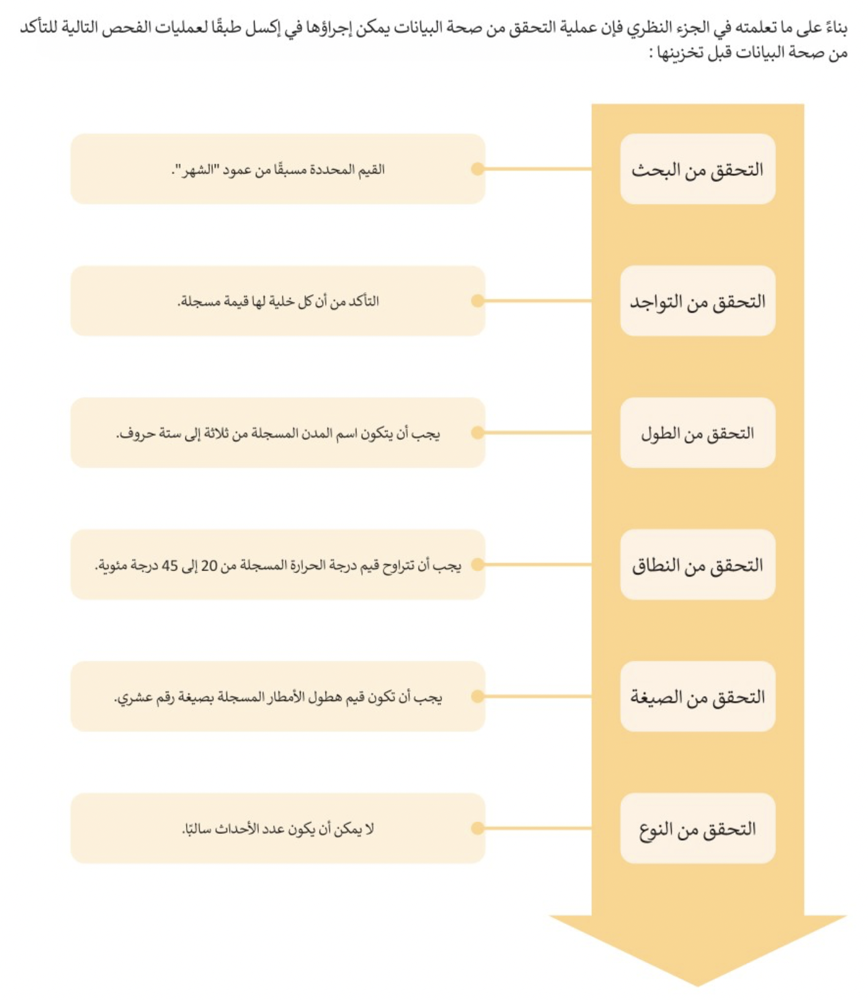 بناءً على ما تعلمته في الجزء النظري فإن عملية التحقق من صحة البيانات يمكن إجراؤها في إكسل طبقًا لعمليات الفحص التالية للتأكد
من صحة البيانات قبل تخزينها :
التحقق من البحث
القيم المحددة مسبقًا من عمود "الشهر".
التحقق من التواجد
التأكد من أن كل خلية لها قيمة مسجلة.
التحقق من الطول
يجب أن يتكون اسم المدن المسجلة من ثلاثة إلى ستة حروف.
التحقق من النطاق
يجب أن تتراوح قيم درجة الحرارة المسجلة من 20 إلى 45 درجة مئوية.
التحقق من الصيغة
يجب أن تكون قيم هطول الأمطار المسجلة بصيغة رقم عشري.
التحقق من النوع
لا يمكن أن يكون عدد الأحداث سالبًا.